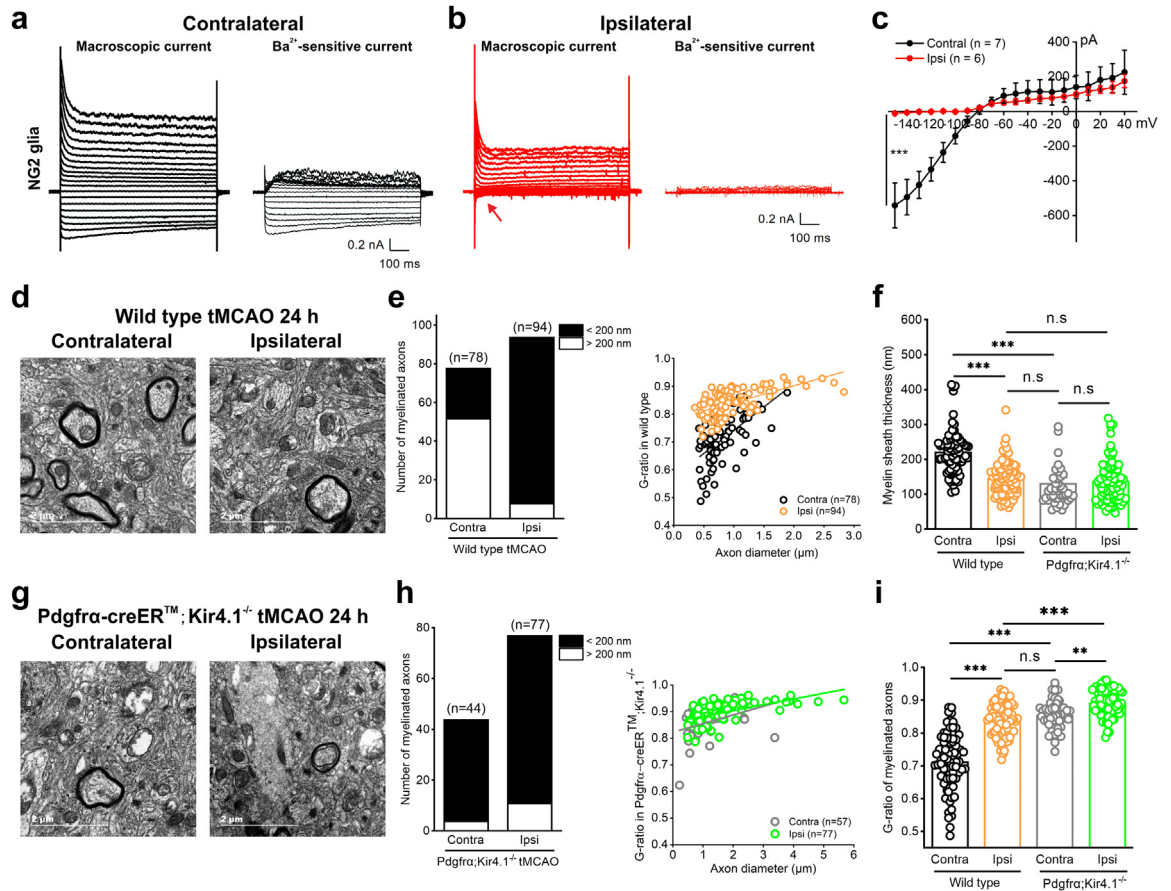 a
Contralateral
Macroscopic current
Ba²⁺-sensitive current
NG2 glia
0.2 nA
100 ms
b
Ipsilateral
Macroscopic current
Ba²⁺-sensitive current
0.2 nA
100 ms
c
Contral (n = 7)
Ipsi (n = 6)
pA
400
200
-140 -120 -100 -80 -60 -40 -20 0 20 40 mV
-200
-400
-600
***
d
Wild type tMCAO 24 h
Contralateral
Ipsilateral
2 μm
2 μm
e
Number of myelinated axons
100
80
60
40
20
0
(n=78)
(n=94)
< 200 nm
> 200 nm
Contra Ipsi
Wild type tMCAO
G-ratio in wild type
1.0
0.9
0.8
0.7
0.6
0.5
0.4
Contra (n=78)
Ipsi (n=94)
0.0 0.5 1.0 1.5 2.0 2.5 3.0
Axon diameter (μm)
f
Myelin sheath thickness (nm)
600
500
400
300
200
100
0
n.s
***
***
n.s
n.s
Contra Ipsi Contra Ipsi
Wild type
Pdgfrα;Kir4.1⁻/⁻
g
Pdgfrα-creER™;Kir4.1⁻/⁻ tMCAO 24 h
Contralateral
Ipsilateral
2 μm
2 μm
h
Number of myelinated axons
80
60
40
20
0
(n=44)
(n=77)
< 200 nm
> 200 nm
Contra Ipsi
Pdgfrα;Kir4.1⁻/⁻ tMCAO
G-ratio in Pdgfrα-creER™;Kir4.1⁻/⁻
1.0
0.9
0.8
0.7
0.6
0.5
0.4
Contra (n=57)
Ipsi (n=77)
0 1 2 3 4 5 6
Axon diameter (μm)
i
G-ratio of myelinated axons
1.0
0.9
0.8
0.7
0.6
0.5
***
***
***
n.s
**
Contra Ipsi Contra Ipsi
Wild type
Pdgfrα;Kir4.1⁻/⁻